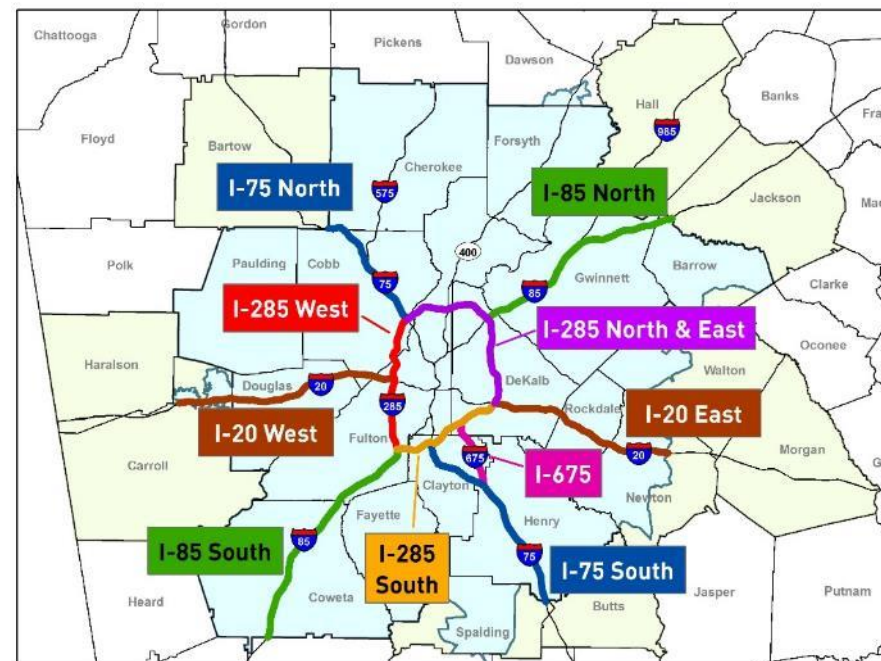 Chattooga
Gordon
Pickens
Dawson
Hall
Banks
Floyd
Bartow
Cherokee
Forsyth
985
I-75 North
575
I-85 North
Jackson
400
Polk
Paulding
Cobb
75
Gwinnett
85
Barrow
Clarke
I-285 West
I-285 North & East
Oconee
Haralson
Douglas
20
DeKalb
Walton
285
Rockdale
I-20 East
I-20 West
Fulton
Morgan
Carroll
675
I-675
20
Clayton
Newton
Fayette
Henry
I-85 South
85
I-285
South
75
I-75 South
Heard
Coweta
Spalding
Butts
Jasper
Putnam